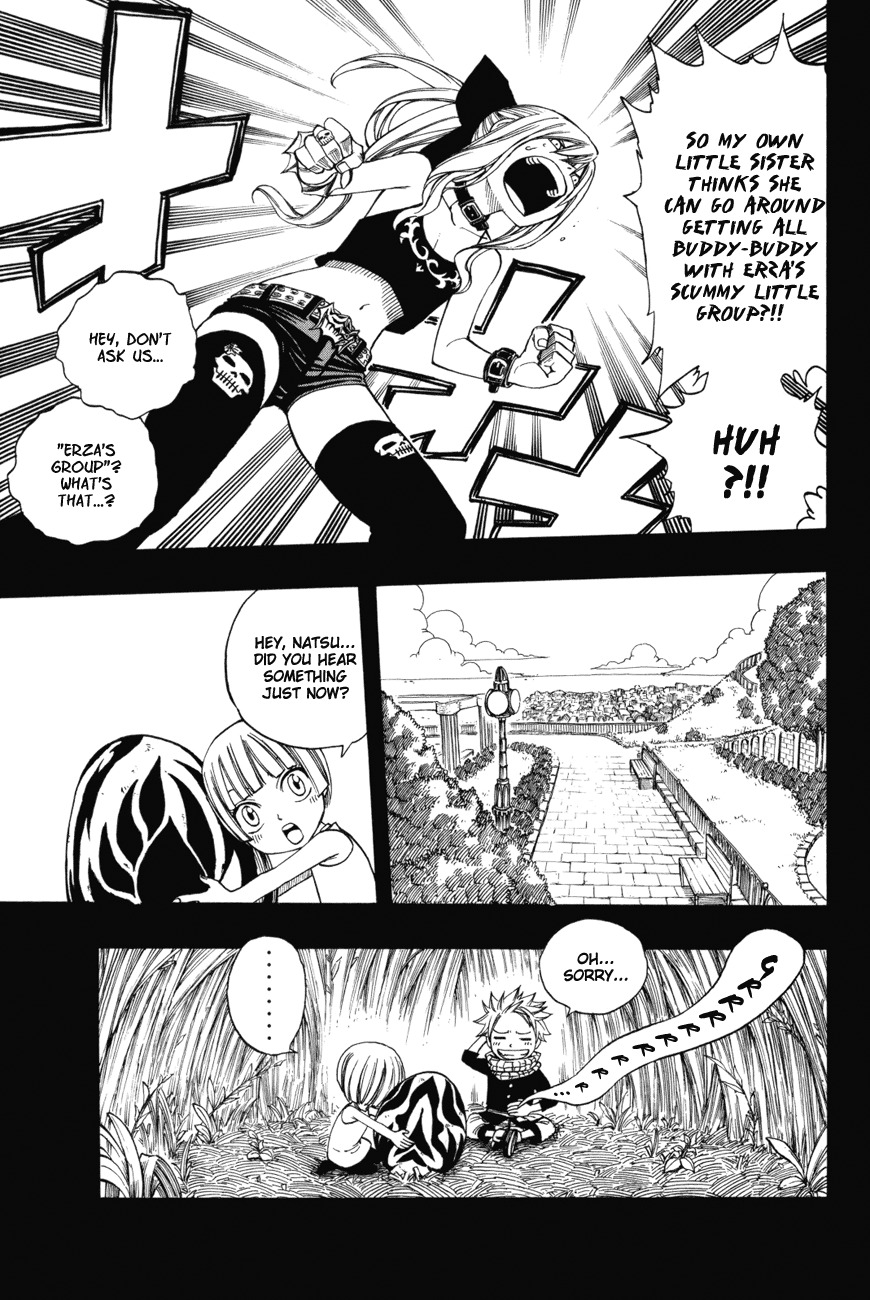 SO MY OWN
LITTLE SISTER
THINKS SHE
CAN GO AROUND
GETTING ALL
BUDDY-BUDDY
WITH ERZA'S
SCUMMY LITTLE
GROUP?!!
HUH
?!!
HEY, DON'T
ASK US...
"ERZA'S
GROUP"?
WHAT'S
THAT...?
HEY, NATSU...
DID YOU HEAR
SOMETHING
JUST NOW?
GRRRRRRRRRR...
OH...
SORRY...
........